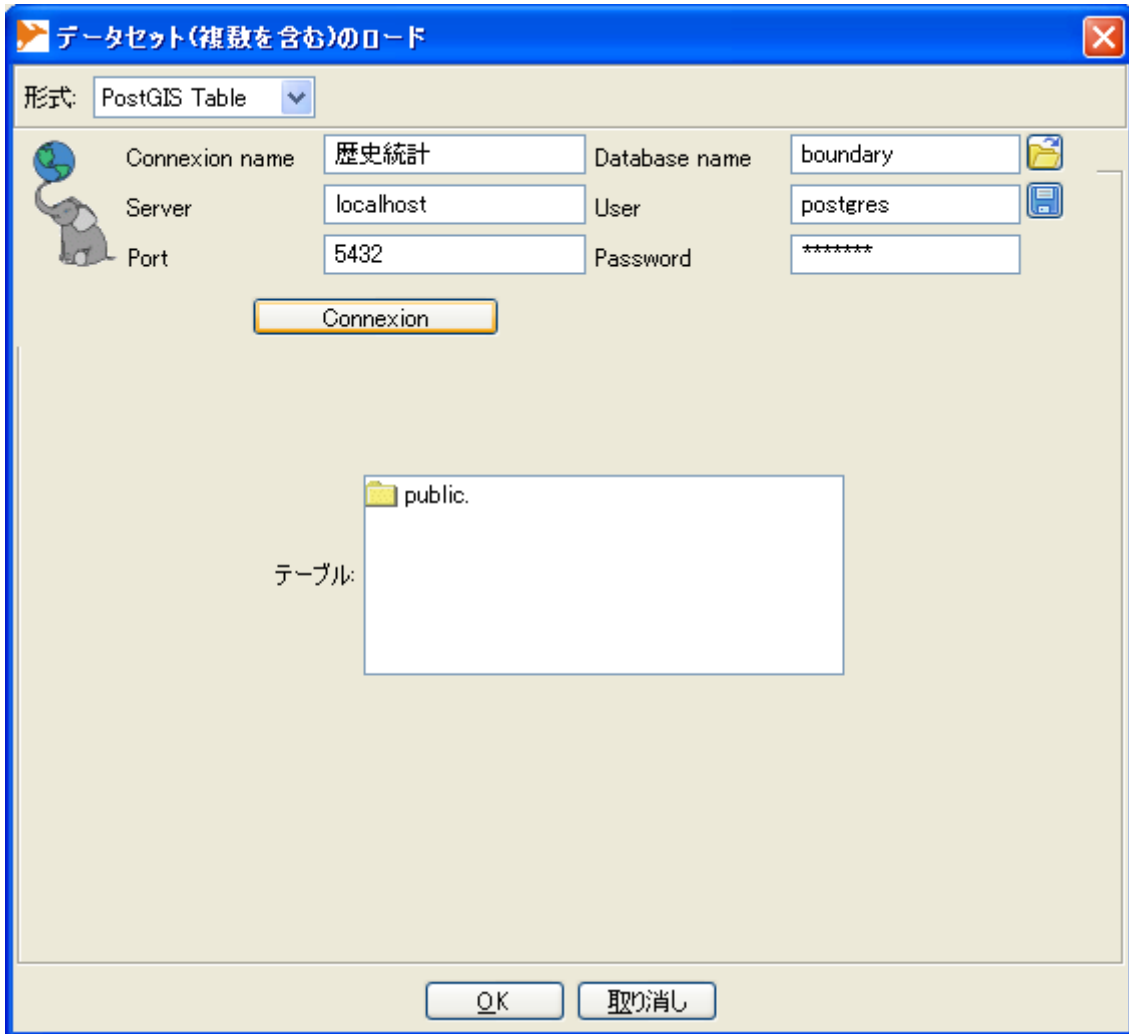 データセット(複数を含む)のロード
形式: PostGIS Table
Connexion name 歴史統計 Database name boundary
Server localhost User postgres
Port 5432 Password *******
Connexion
public.
テーブル:
OK 取り消し